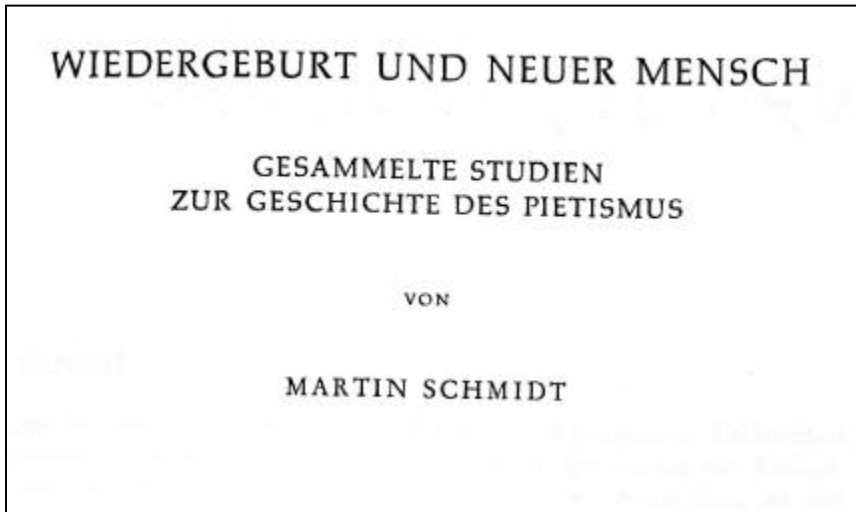 WIEDERGEBURT UND NEUER MENSCH
GESAMMELTE STUDIEN
ZUR GESCHICHTE DES PIETISMUS
VON
MARTIN SCHMIDT